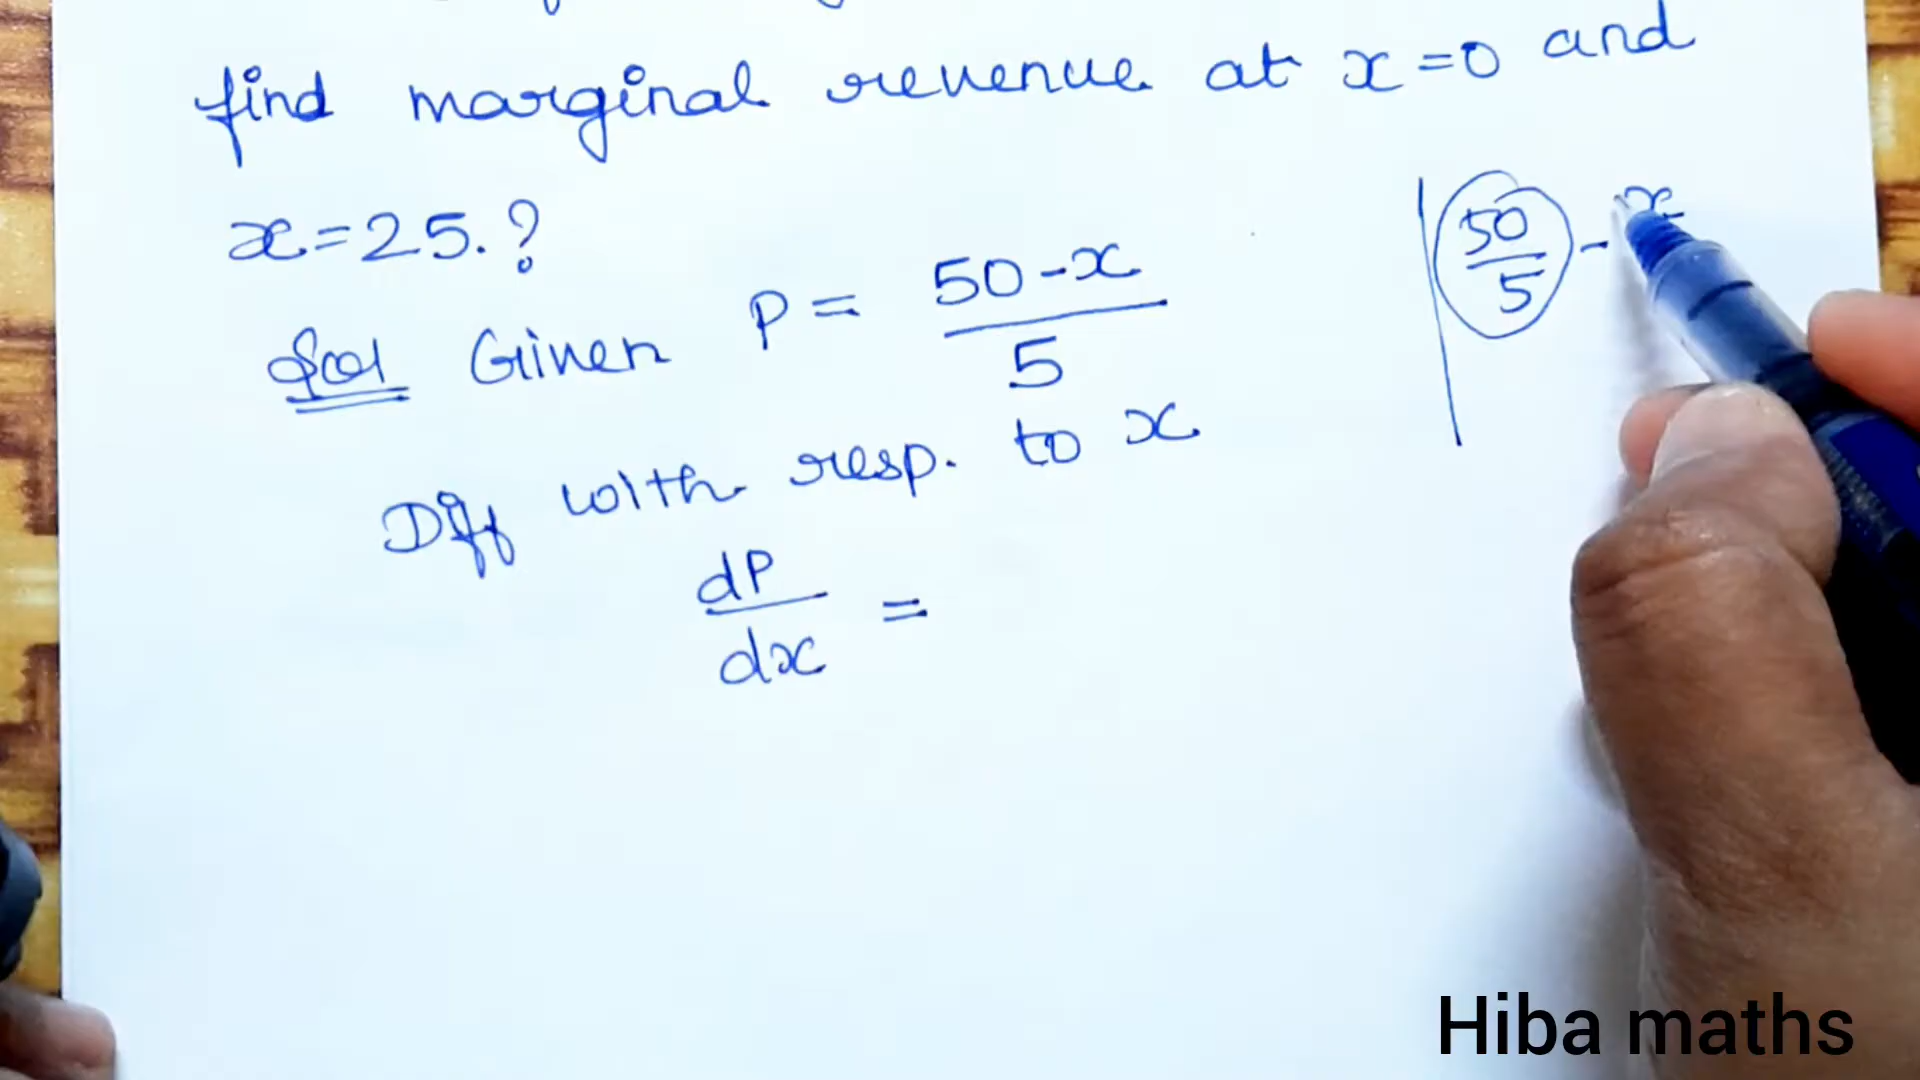 find marginal revenue at x = 0 and
x = 25. ?
Sol Given P = (50 - x)/5
50/5 - x
Diff with resp. to x
dP/dx =
Hiba maths